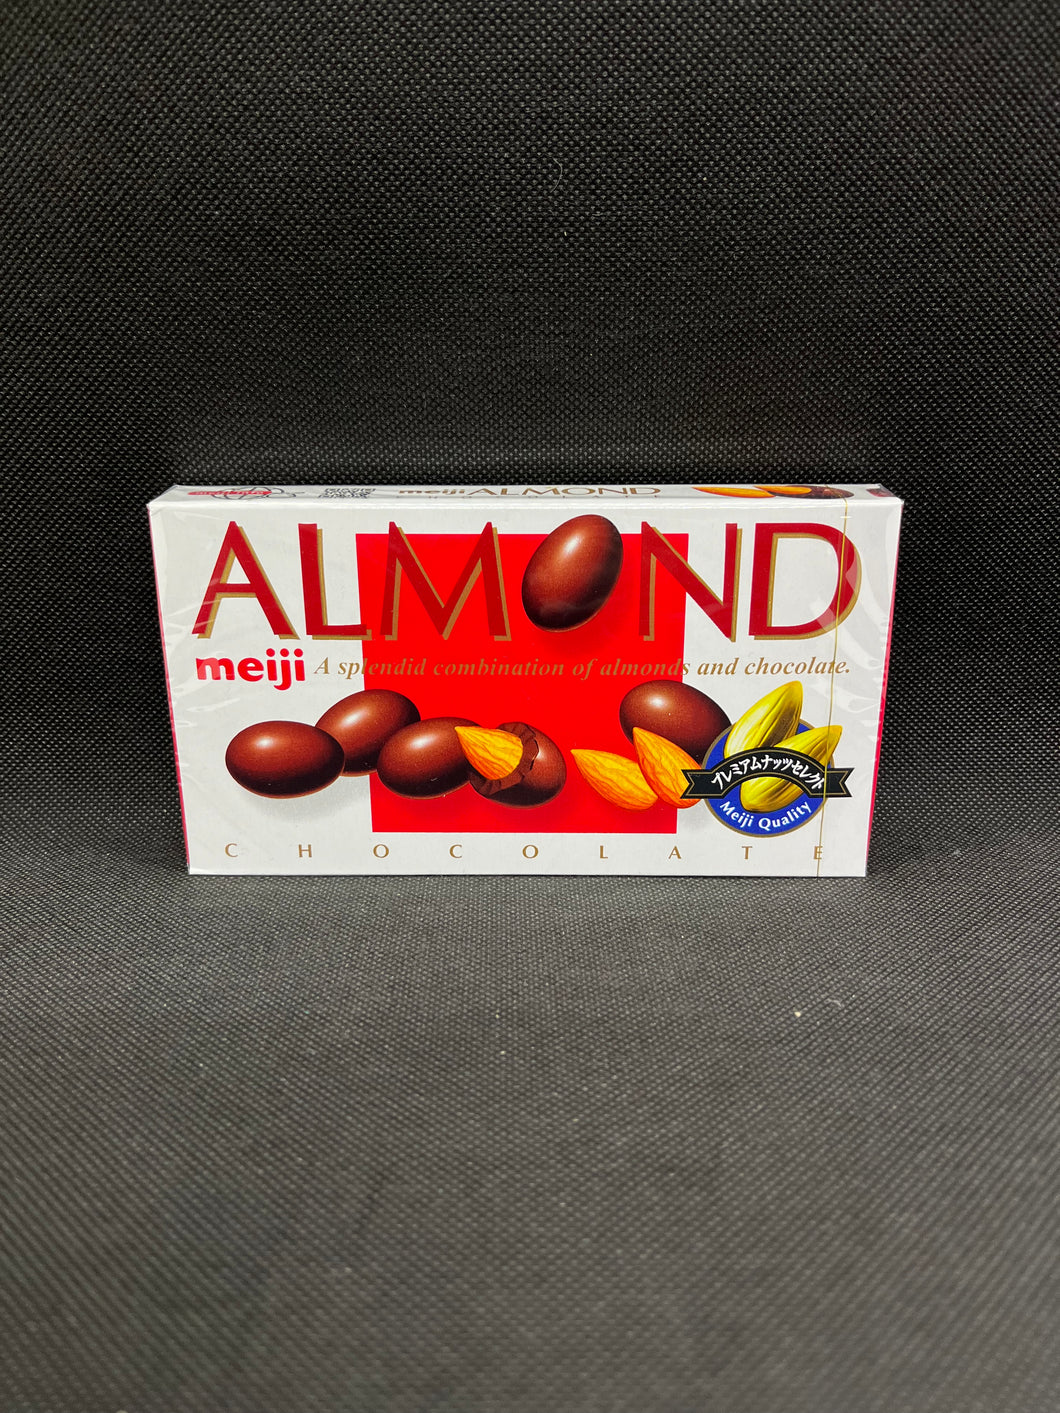 meiji ALMOND
ALMOND
meiji A splendid combination of almonds and chocolate.
プレミアムナッツセレクト
Meiji Quality
CHOCOLATE